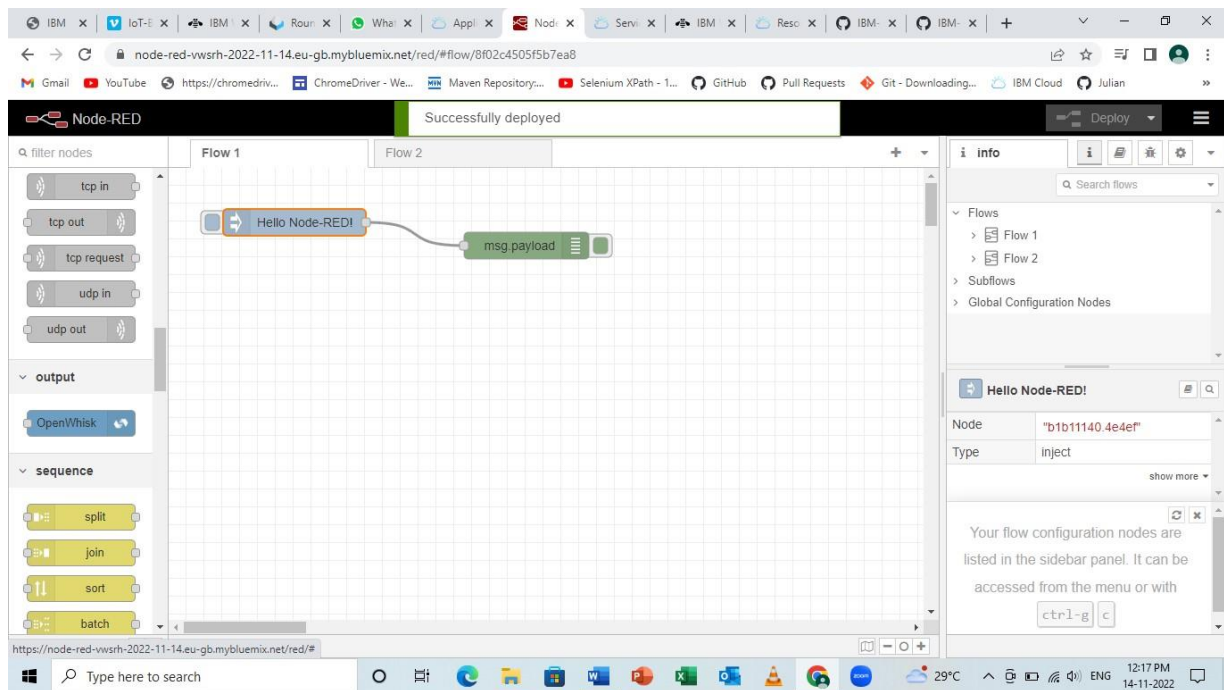 IBM
IoT-E
IBM
Roun
What
Appl
Node
Servi
IBM
Reso
IBM-
IBM-
node-red-vwsrh-2022-11-14.eu-gb.mybluemix.net/red/#flow/8f02c4505f5b7ea8
Gmail YouTube https://chromedriv... ChromeDriver - We... Maven Repository:... Selenium XPath - 1... GitHub Pull Requests Git - Downloading... IBM Cloud Julian »
Node-RED
Successfully deployed
Deploy
filter nodes
Flow 1
Flow 2
i info
i
Search flows
tcp in
tcp out
tcp request
udp in
udp out
output
OpenWhisk
sequence
split
join
sort
batch
Hello Node-RED!
msg.payload
Flows
Flow 1
Flow 2
Subflows
Global Configuration Nodes
Hello Node-RED!
Node "b1b11140.4e4ef"
Type inject
show more
Your flow configuration nodes are
listed in the sidebar panel. It can be
accessed from the menu or with
ctrl-g c
https://node-red-vwsrh-2022-11-14.eu-gb.mybluemix.net/red/#
Type here to search
29°C
ENG
12:17 PM
14-11-2022